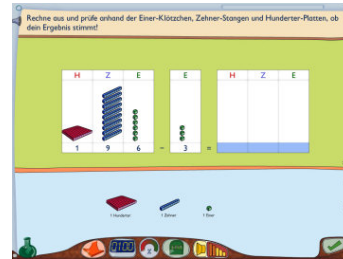 Rechne aus und prüfe anhand der Einer-Klötzchen, Zehner-Stangen und Hunderter-Platten, ob
dein Ergebnis stimmt!
H Z E E H Z E
1 9 6 - 3 =
1 Hunderter 1 Zehner 1 Einer